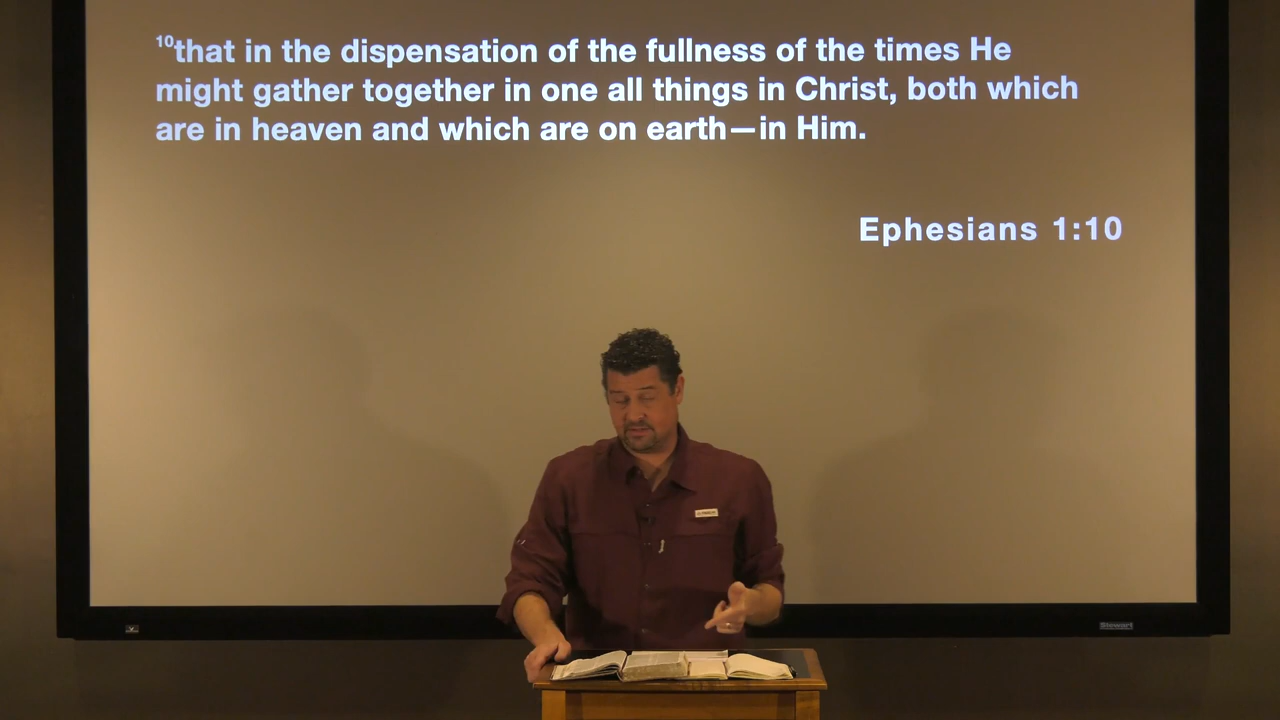 ¹⁰that in the dispensation of the fullness of the times He
might gather together in one all things in Christ, both which
are in heaven and which are on earth—in Him.
Ephesians 1:10
Stewart